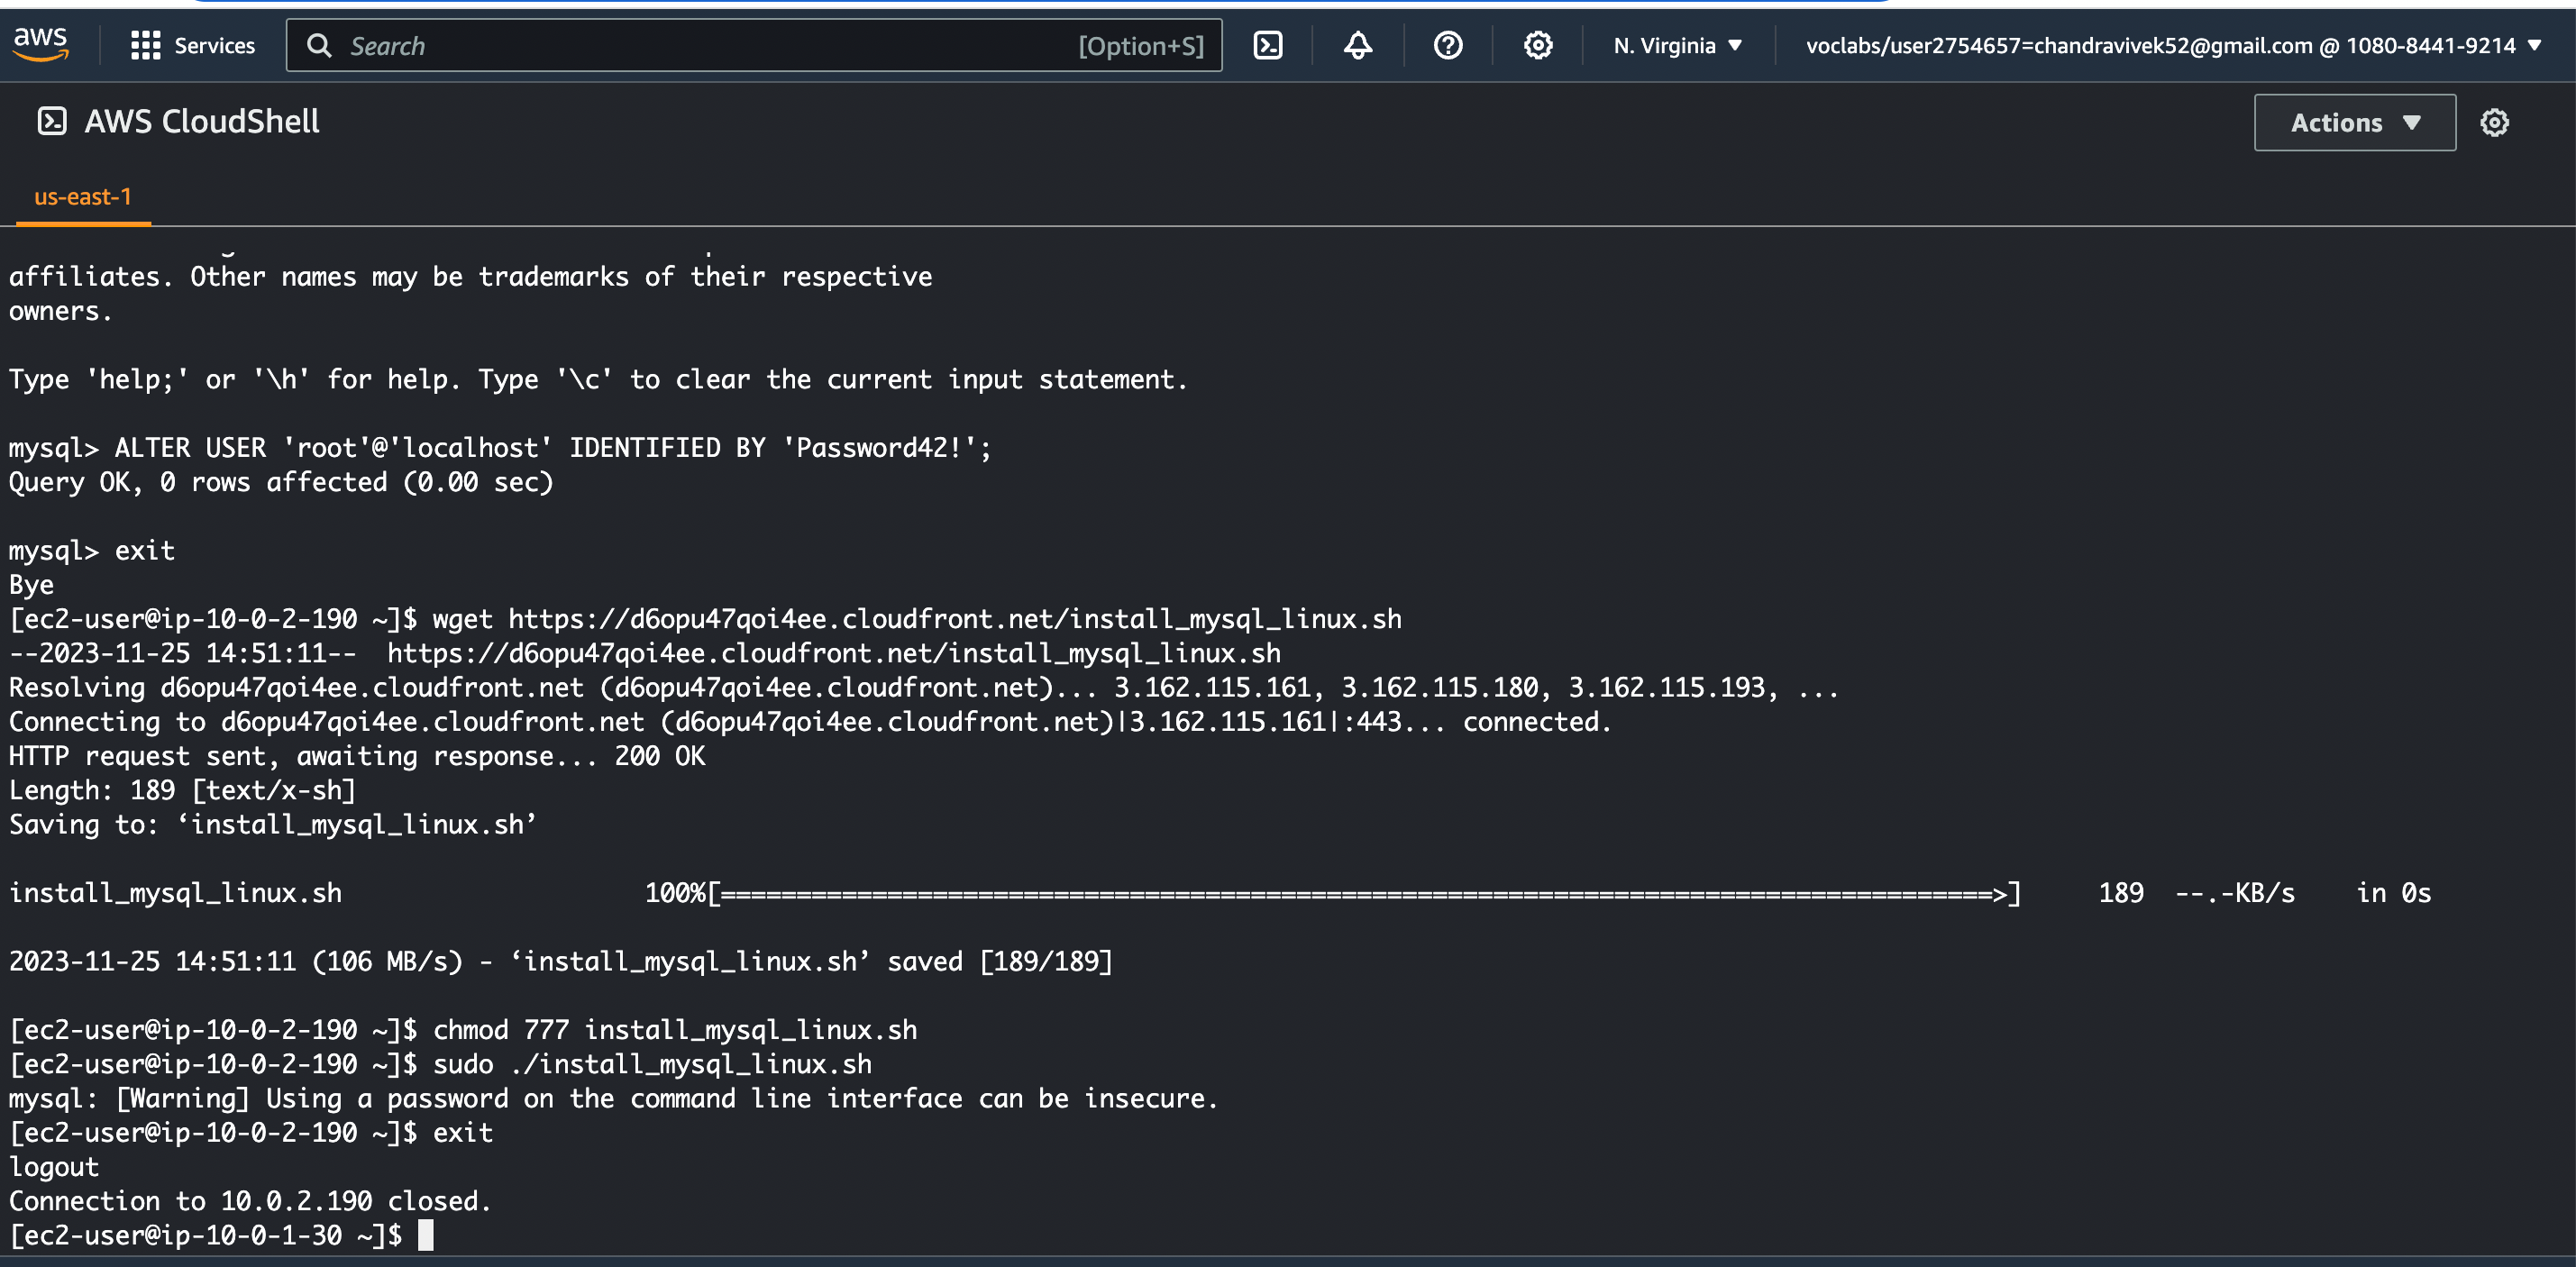 aws
Services
Search
[Option+S]
N. Virginia
voclabs/user2754657=chandravivek52@gmail.com @ 1080-8441-9214
AWS CloudShell
Actions
us-east-1
affiliates. Other names may be trademarks of their respective
owners.
Type 'help;' or '\h' for help. Type '\c' to clear the current input statement.
mysql> ALTER USER 'root'@'localhost' IDENTIFIED BY 'Password42!';
Query OK, 0 rows affected (0.00 sec)
mysql> exit
Bye
[ec2-user@ip-10-0-2-190 ~]$ wget https://d6opu47qoi4ee.cloudfront.net/install_mysql_linux.sh
--2023-11-25 14:51:11--  https://d6opu47qoi4ee.cloudfront.net/install_mysql_linux.sh
Resolving d6opu47qoi4ee.cloudfront.net (d6opu47qoi4ee.cloudfront.net)... 3.162.115.161, 3.162.115.180, 3.162.115.193, ...
Connecting to d6opu47qoi4ee.cloudfront.net (d6opu47qoi4ee.cloudfront.net)|3.162.115.161|:443... connected.
HTTP request sent, awaiting response... 200 OK
Length: 189 [text/x-sh]
Saving to: ‘install_mysql_linux.sh’
install_mysql_linux.sh 100%[====================================================================================>] 189 --.-KB/s in 0s
2023-11-25 14:51:11 (106 MB/s) - ‘install_mysql_linux.sh’ saved [189/189]
[ec2-user@ip-10-0-2-190 ~]$ chmod 777 install_mysql_linux.sh
[ec2-user@ip-10-0-2-190 ~]$ sudo ./install_mysql_linux.sh
mysql: [Warning] Using a password on the command line interface can be insecure.
[ec2-user@ip-10-0-2-190 ~]$ exit
logout
Connection to 10.0.2.190 closed.
[ec2-user@ip-10-0-1-30 ~]$